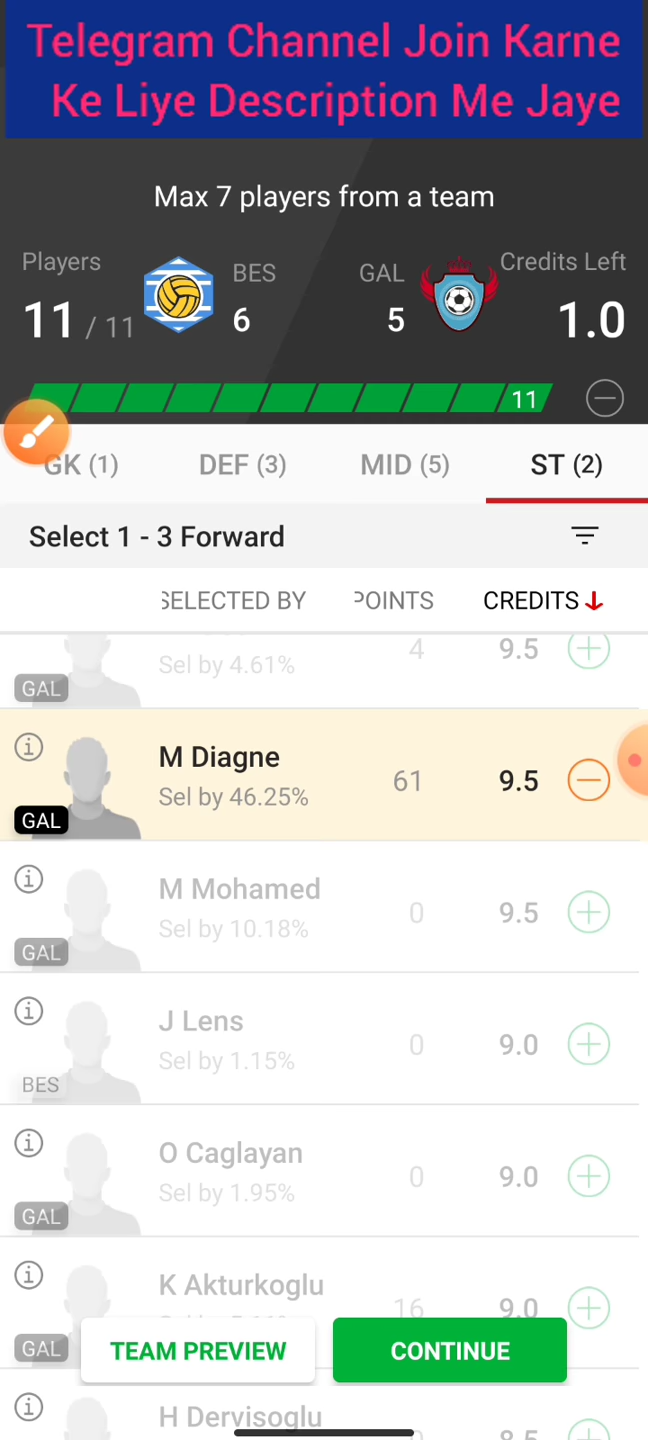 Telegram Channel Join Karne
Ke Liye Description Me Jaye
Max 7 players from a team
Players
BES
GAL
Credits Left
11 / 11
6
5
1.0
11
GK (1)
DEF (3)
MID (5)
ST (2)
Select 1 - 3 Forward
SELECTED BY
POINTS
CREDITS
Sel by 4.61%
4
9.5
GAL
M Diagne
Sel by 46.25%
61
9.5
GAL
M Mohamed
Sel by 10.18%
0
9.5
GAL
J Lens
Sel by 1.15%
0
9.0
BES
O Caglayan
Sel by 1.95%
0
9.0
GAL
K Akturkoglu
16
9.0
GAL
TEAM PREVIEW
CONTINUE
H Dervisoglu
8.5